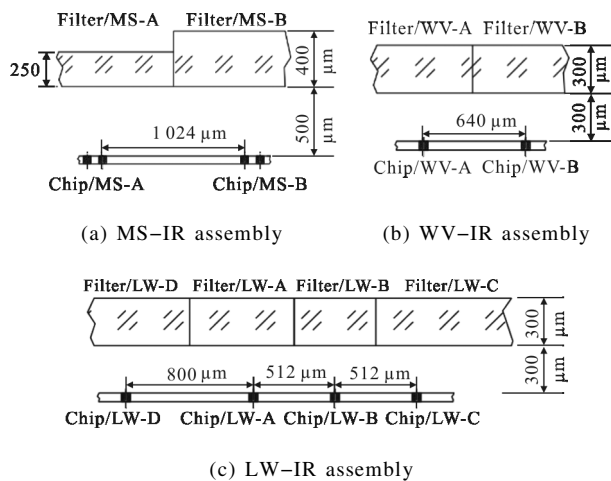 Filter/MS-A Filter/MS-B
250
400
μm
500
μm
1 024 μm
Chip/MS-A Chip/MS-B
(a) MS-IR assembly
Filter/WV-A Filter/WV-B
300
μm
300
μm
640 μm
Chip/WV-A Chip/WV-B
(b) WV-IR assembly
Filter/LW-D Filter/LW-A Filter/LW-B Filter/LW-C
300
μm
300
μm
800 μm 512 μm 512 μm
Chip/LW-D Chip/LW-A Chip/LW-B Chip/LW-C
(c) LW-IR assembly